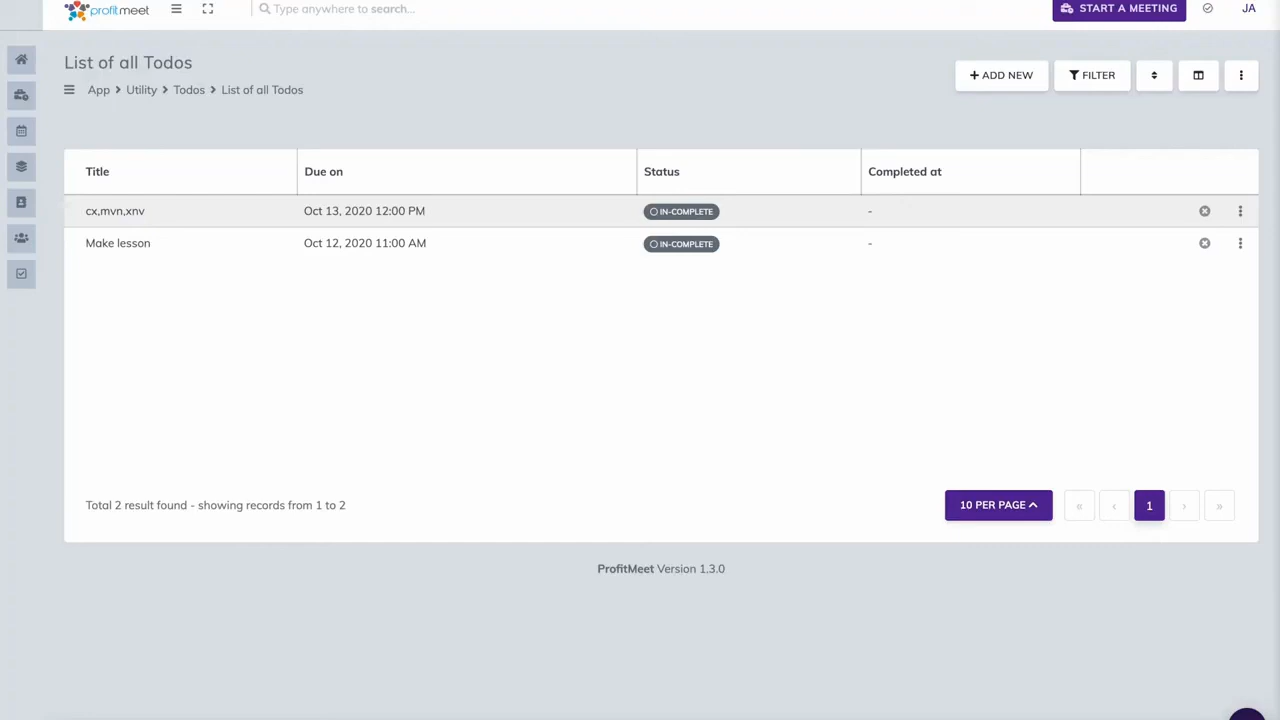 profitmeet
Type anywhere to search...
START A MEETING
JA
List of all Todos
App > Utility > Todos > List of all Todos
+ ADD NEW
FILTER
Title Due on Status Completed at
cx,mvn,xnv Oct 13, 2020 12:00 PM IN-COMPLETE -
Make lesson Oct 12, 2020 11:00 AM IN-COMPLETE -
Total 2 result found - showing records from 1 to 2
10 PER PAGE « ‹ 1 › »
ProfitMeet Version 1.3.0